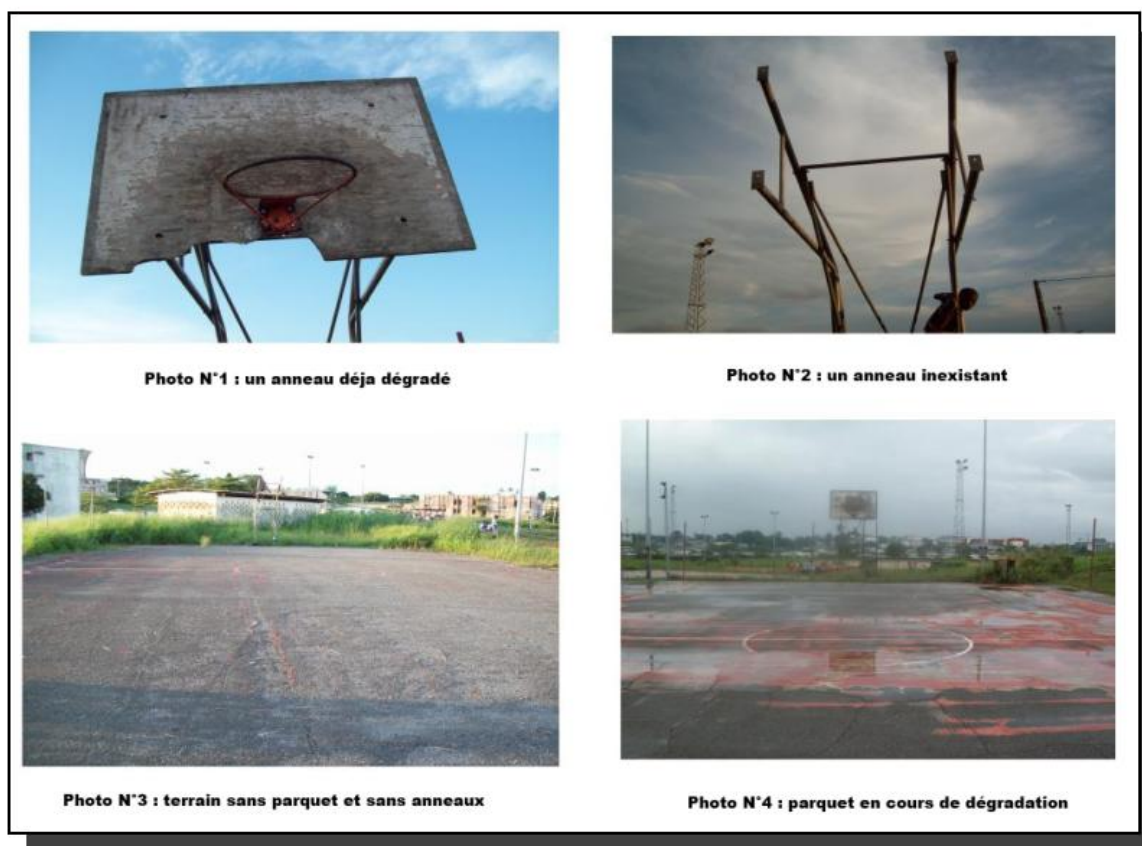 Photo N°1 : un anneau déja dégradé
Photo N°2 : un anneau inexistant
Photo N°3 : terrain sans parquet et sans anneaux
Photo N°4 : parquet en cours de dégradation